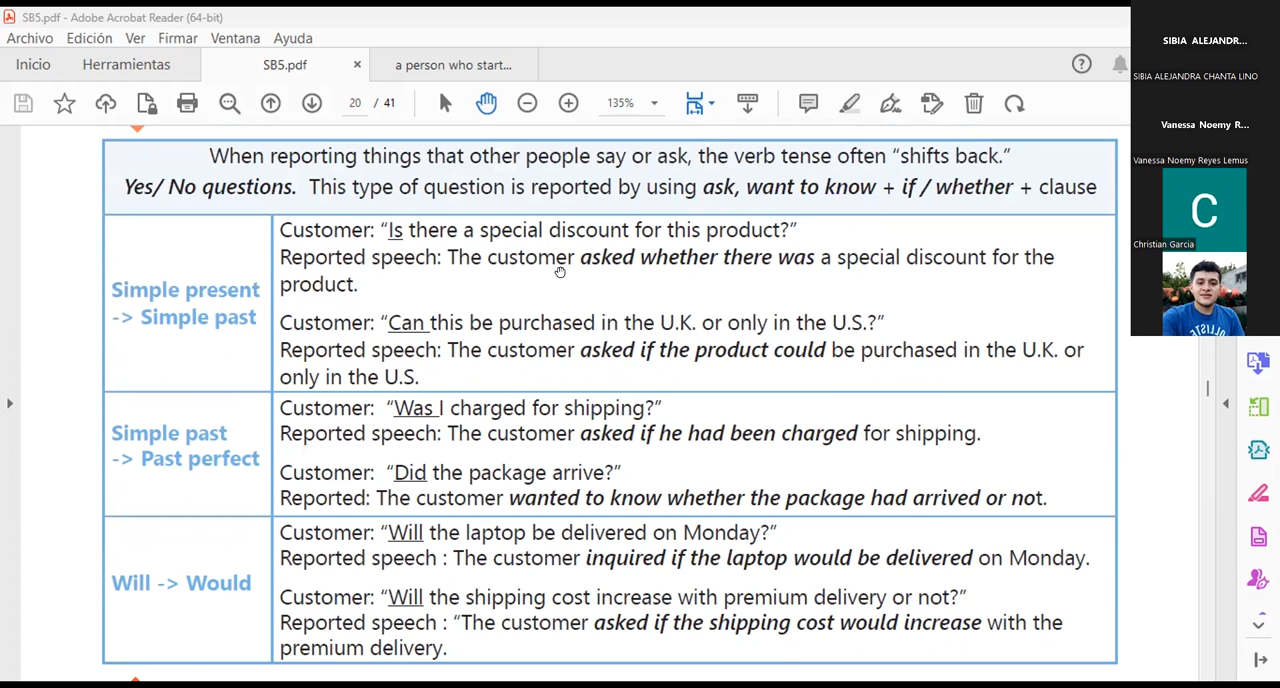 SB5.pdf - Adobe Acrobat Reader (64-bit)
Archivo Edición Ver Firmar Ventana Ayuda
Inicio Herramientas SB5.pdf × a person who start...
20 / 41 135%
When reporting things that other people say or ask, the verb tense often “shifts back.”
Yes/ No questions. This type of question is reported by using ask, want to know + if / whether + clause
Simple present
-> Simple past
Customer: “Is there a special discount for this product?”
Reported speech: The customer asked whether there was a special discount for the
product.
Customer: “Can this be purchased in the U.K. or only in the U.S.?”
Reported speech: The customer asked if the product could be purchased in the U.K. or
only in the U.S.
Simple past
-> Past perfect
Customer: “Was I charged for shipping?”
Reported speech: The customer asked if he had been charged for shipping.
Customer: “Did the package arrive?”
Reported: The customer wanted to know whether the package had arrived or not.
Will -> Would
Customer: “Will the laptop be delivered on Monday?”
Reported speech : The customer inquired if the laptop would be delivered on Monday.
Customer: “Will the shipping cost increase with premium delivery or not?”
Reported speech : “The customer asked if the shipping cost would increase with the
premium delivery.
SIBIA ALEJANDR...
SIBIA ALEJANDRA CHANTA LINO
Vanessa Noemy R...
Vanessa Noemy Reyes Lemus
C
Christian Garcia